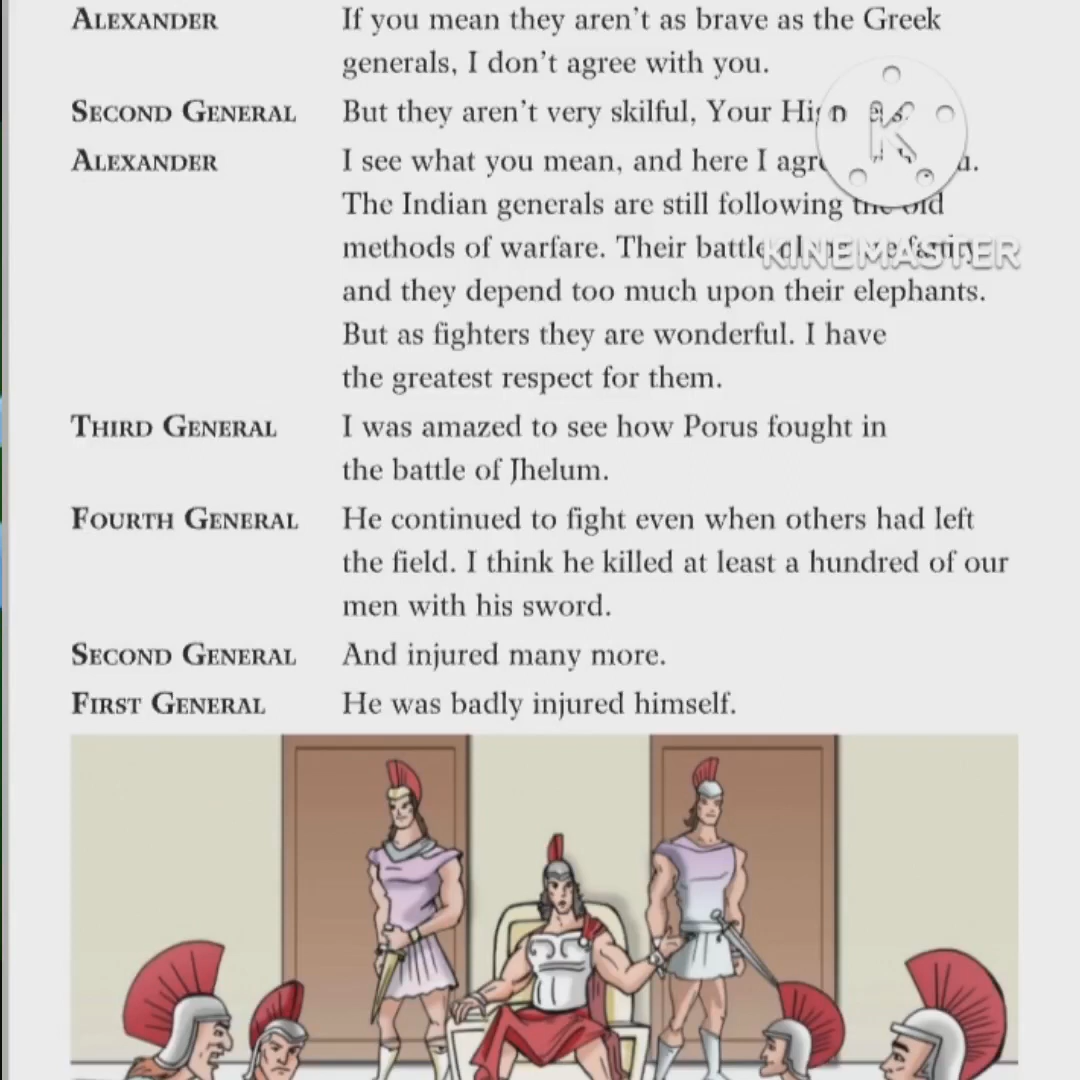 ALEXANDER If you mean they aren't as brave as the Greek
generals, I don't agree with you.
SECOND GENERAL But they aren't very skilful, Your
ALEXANDER I see what you mean, and here I
The Indian generals are still following the old
methods of warfare. Their battle
KINEMASTER
and they depend too much upon their elephants.
But as fighters they are wonderful. I have
the greatest respect for them.
THIRD GENERAL I was amazed to see how Porus fought in
the battle of Jhelum.
FOURTH GENERAL He continued to fight even when others had left
the field. I think he killed at least a hundred of our
men with his sword.
SECOND GENERAL And injured many more.
FIRST GENERAL He was badly injured himself.